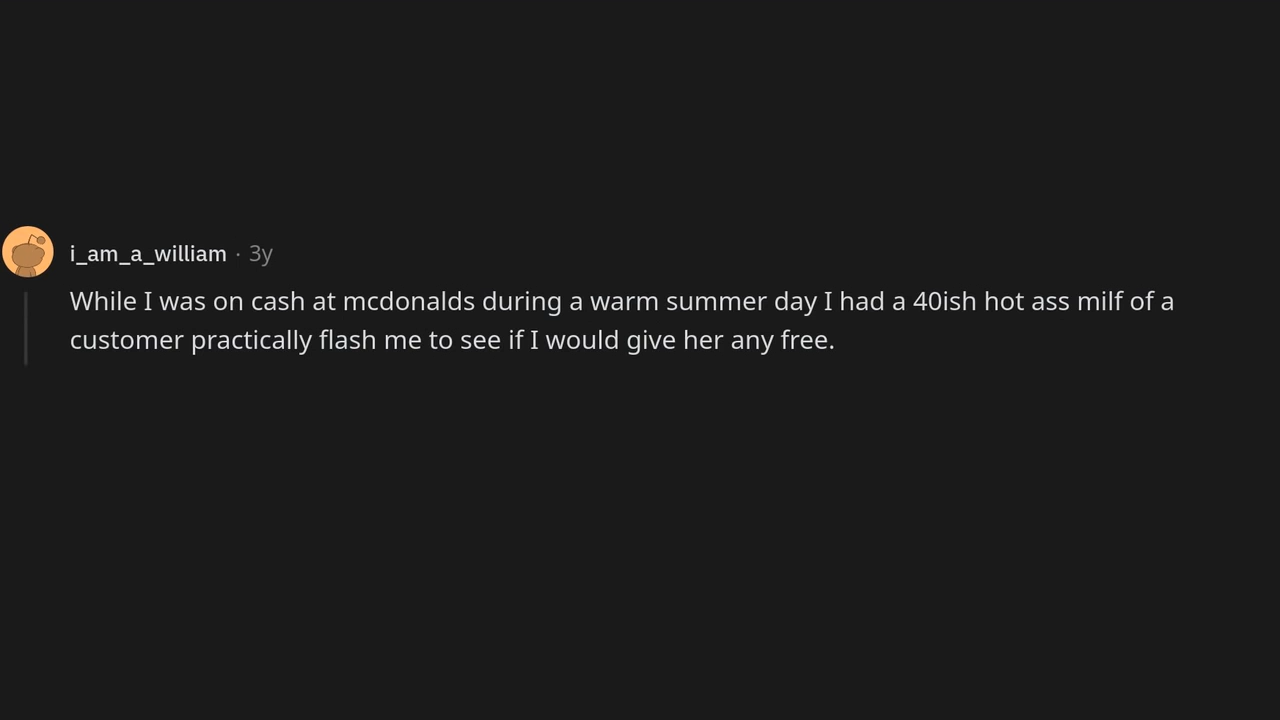 i_am_a_william · 3y
While I was on cash at mcdonalds during a warm summer day I had a 40ish hot ass milf of a
customer practically flash me to see if I would give her any free.